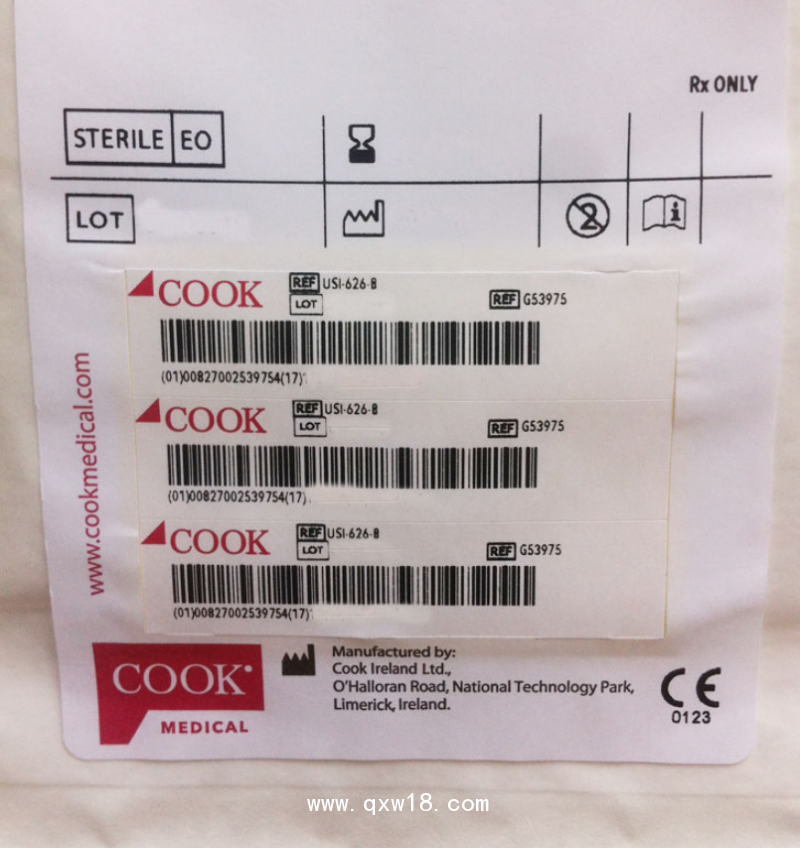 Rx ONLY
STERILE EO
LOT
COOK REF USI-626-B
LOT REF G53975
(01)00827002539754(17)
COOK REF USI-626-B
LOT REF G53975
(01)00827002539754(17)
COOK REF USI-626-B
LOT REF G53975
(01)00827002539754(17)
www.cookmedical.com
COOK
MEDICAL
Manufactured by:
Cook Ireland Ltd.,
O'Halloran Road, National Technology Park,
Limerick, Ireland.
CE
0123
www.qxw18.com